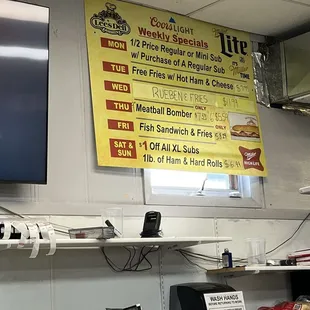 Lee's Deli
Coors LIGHT
Weekly Specials
Lite
MON 1/2 Price Regular or Mini Sub
w/ Purchase of A Regular Sub
TUE Free Fries w/ Hot Ham & Cheese
WED RUEBEN & FRIES
THU Meatball Bomber
ONLY
FRI Fish Sandwich & Fries
SAT & SUN $1 Off All XL Subs
1lb. of Ham & Hard Rolls
WASH HANDS